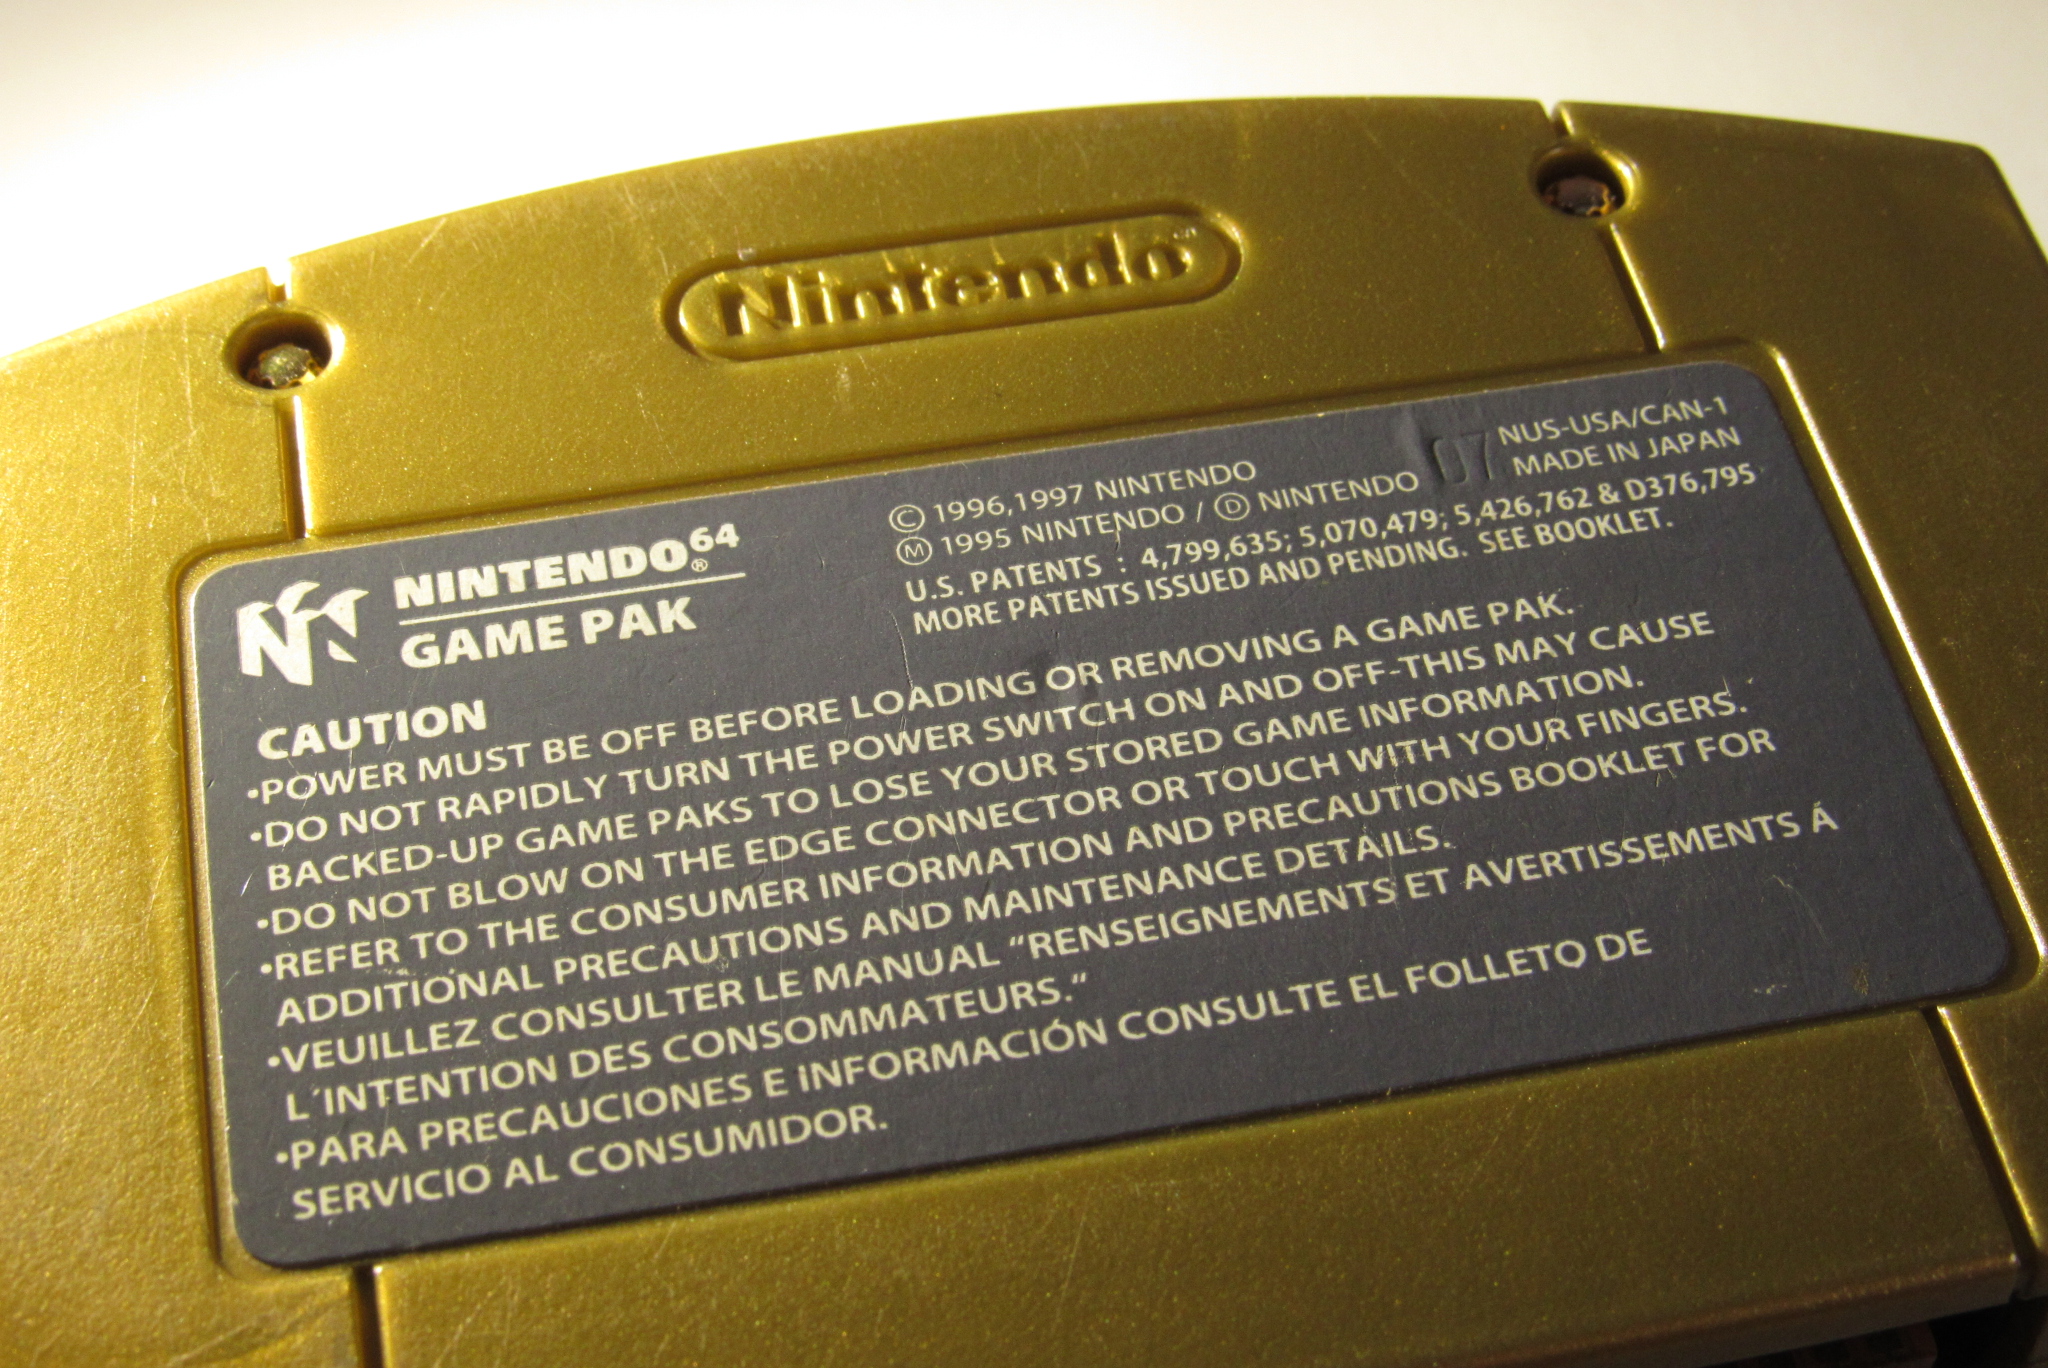 Nintendo
NINTENDO64®
GAME PAK
© 1996,1997 NINTENDO
Ⓜ 1995 NINTENDO / Ⓓ NINTENDO
07
NUS-USA/CAN-1
MADE IN JAPAN
U.S. PATENTS : 4,799,635; 5,070,479; 5,426,762 & D376,795
MORE PATENTS ISSUED AND PENDING. SEE BOOKLET.
CAUTION
•POWER MUST BE OFF BEFORE LOADING OR REMOVING A GAME PAK.
•DO NOT RAPIDLY TURN THE POWER SWITCH ON AND OFF-THIS MAY CAUSE
BACKED-UP GAME PAKS TO LOSE YOUR STORED GAME INFORMATION.
•DO NOT BLOW ON THE EDGE CONNECTOR OR TOUCH WITH YOUR FINGERS.
•REFER TO THE CONSUMER INFORMATION AND PRECAUTIONS BOOKLET FOR
ADDITIONAL PRECAUTIONS AND MAINTENANCE DETAILS.
•VEUILLEZ CONSULTER LE MANUAL "RENSEIGNEMENTS ET AVERTISSEMENTS Á
L´INTENTION DES CONSOMMATEURS."
•PARA PRECAUCIONES E INFORMACIÓN CONSULTE EL FOLLETO DE
SERVICIO AL CONSUMIDOR.